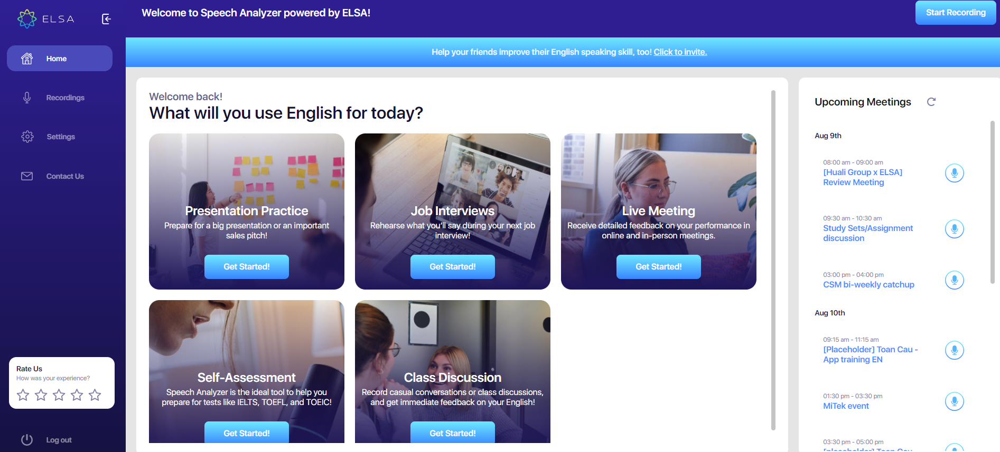 ELSA
Welcome to Speech Analyzer powered by ELSA!
Start Recording
Help your friends improve their English speaking skill, too! Click to invite.
Home
Recordings
Settings
Contact Us
Rate Us
How was your experience?
Log out
Welcome back!
What will you use English for today?
Presentation Practice
Prepare for a big presentation or an important
sales pitch!
Get Started!
Job Interviews
Rehearse what you'll say during your next job
interview!
Get Started!
Live Meeting
Receive detailed feedback on your performance in
online and in-person meetings.
Get Started!
Self-Assessment
Speech Analyzer is the ideal tool to help you
prepare for tests like IELTS, TOEFL, and TOEIC!
Get Started!
Class Discussion
Record casual conversations or class discussions,
and get immediate feedback on your English!
Get Started!
Upcoming Meetings
Aug 9th
08:00 am - 09:00 am
[Huali Group x ELSA]
Review Meeting
09:30 am - 10:30 am
Study Sets/Assignment
discussion
03:00 pm - 04:00 pm
CSM bi-weekly catchup
Aug 10th
09:15 am - 11:15 am
[Placeholder] Toan Cau -
App training EN
01:30 pm - 03:30 pm
MiTek event
03:30 pm - 05:00 pm
[placeholder] Toan Cau